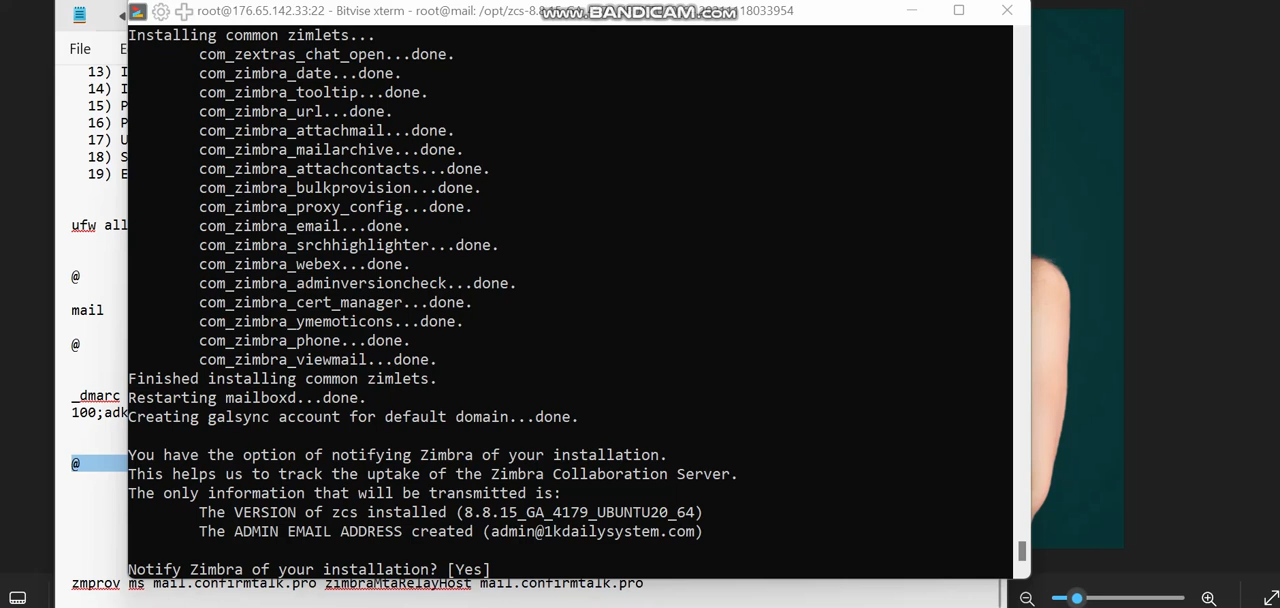 root@176.65.142.33:22 - Bitvise xterm - root@mail: /opt/zcs-8.8.15_G
www.BANDICAM.com
118033954
File
Installing common zimlets...
com_zextras_chat_open...done.
com_zimbra_date...done.
com_zimbra_tooltip...done.
com_zimbra_url...done.
com_zimbra_attachmail...done.
com_zimbra_mailarchive...done.
com_zimbra_attachcontacts...done.
com_zimbra_bulkprovision...done.
com_zimbra_proxy_config...done.
com_zimbra_email...done.
com_zimbra_srchhighlighter...done.
com_zimbra_webex...done.
com_zimbra_adminversioncheck...done.
com_zimbra_cert_manager...done.
com_zimbra_ymemoticons...done.
com_zimbra_phone...done.
com_zimbra_viewmail...done.
Finished installing common zimlets.
Restarting mailboxd...done.
Creating galsync account for default domain...done.
You have the option of notifying Zimbra of your installation.
This helps us to track the uptake of the Zimbra Collaboration Server.
The only information that will be transmitted is:
The VERSION of zcs installed (8.8.15_GA_4179_UBUNTU20_64)
The ADMIN EMAIL ADDRESS created (admin@1kdailysystem.com)
Notify Zimbra of your installation? [Yes]
13) I
14) I
15) P
16) P
17) U
18) S
19) E
ufw all
@
mail
@
_dmarc
100;adk
@
zmprov ms mail.confirmtalk.pro zimbraMtaRelayHost mail.confirmtalk.pro